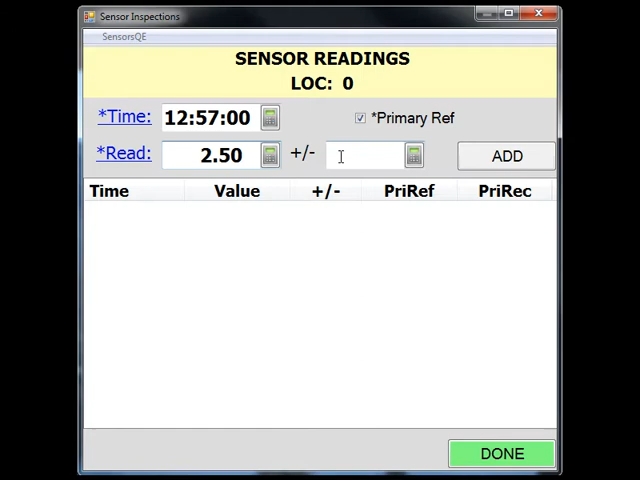 Sensor Inspections
SensorsQE
SENSOR READINGS
LOC: 0
*Time: 12:57:00 *Primary Ref
*Read: 2.50 +/- ADD
Time Value +/- PriRef PriRec
DONE